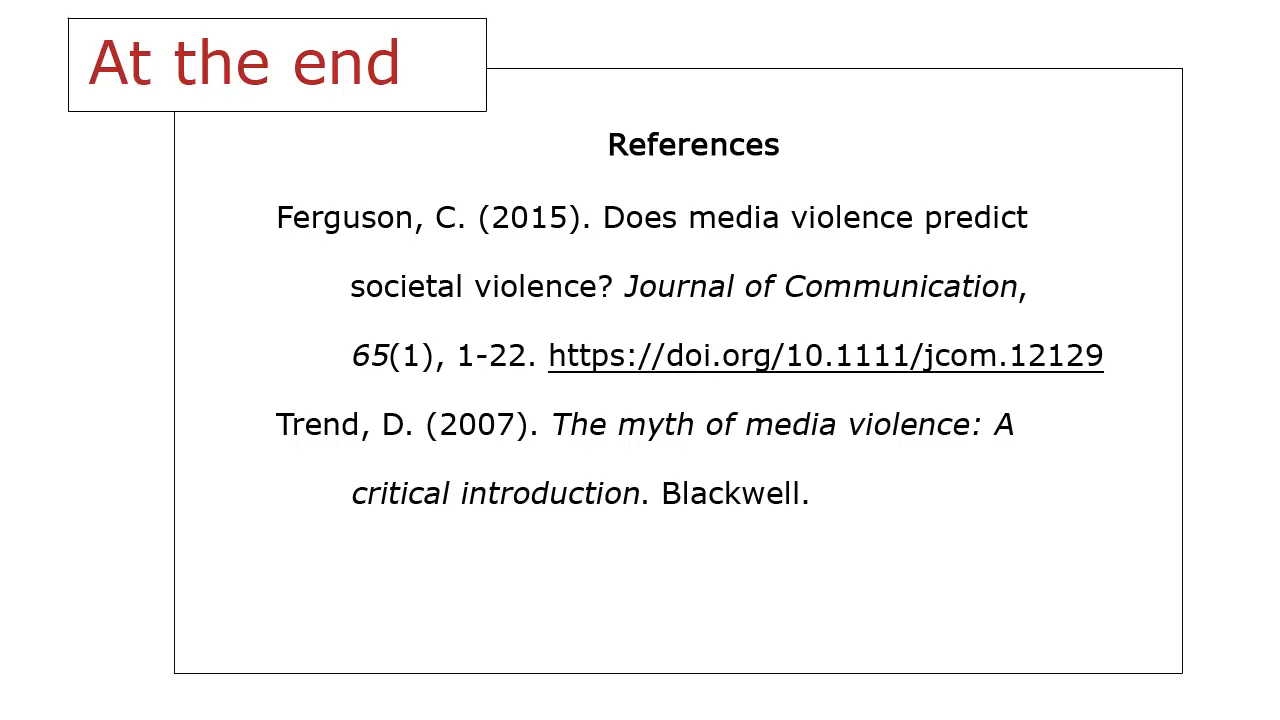 At the end
References
Ferguson, C. (2015). Does media violence predict
societal violence? Journal of Communication,
65(1), 1-22. https://doi.org/10.1111/jcom.12129
Trend, D. (2007). The myth of media violence: A
critical introduction. Blackwell.